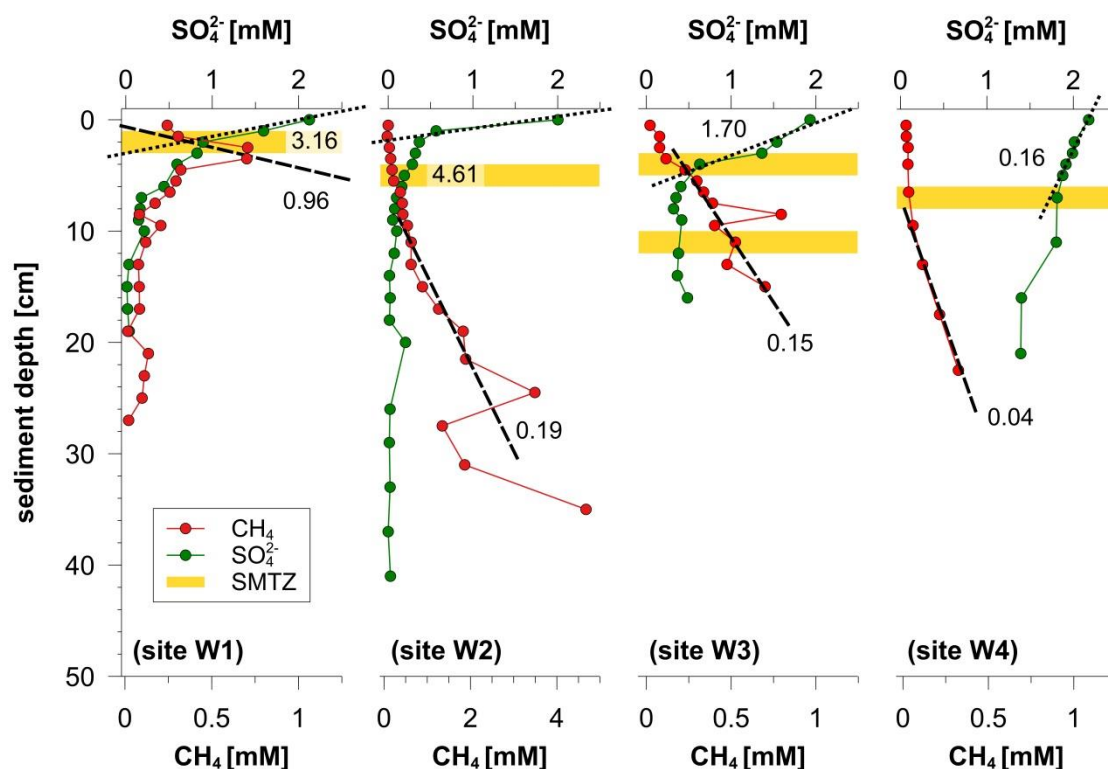 SO₄²⁻ [mM] SO₄²⁻ [mM] SO₄²⁻ [mM] SO₄²⁻ [mM]
0 1 2 0 1 2 0 1 2 0 1 2
sediment depth [cm]
0
10
20
30
40
50
3.16
0.96
4.61
0.19
1.70
0.15
0.16
0.04
CH₄
SO₄²⁻
SMTZ
(site W1) (site W2) (site W3) (site W4)
0 0.5 1 0 2 4 0 0.5 1 0 0.5 1
CH₄ [mM] CH₄ [mM] CH₄ [mM] CH₄ [mM]